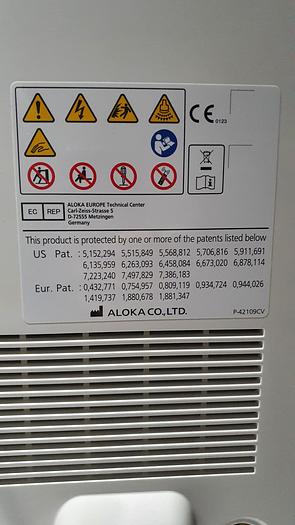 CE 0123
EC REP
ALOKA EUROPE Technical Center
Carl-Zeiss-Strasse 5
D-72555 Metzingen
Germany
This product is protected by one or more of the patents listed below
US Pat. : 5,152,294 5,515,849 5,568,812 5,706,816 5,911,691
6,135,959 6,263,093 6,458,084 6,673,020 6,878,114
7,223,240 7,497,829 7,386,183
Eur. Pat. : 0,432,771 0,754,957 0,809,119 0,934,724 0,944,026
1,419,737 1,880,678 1,881,347
ALOKA CO.,LTD.
P-42109CV